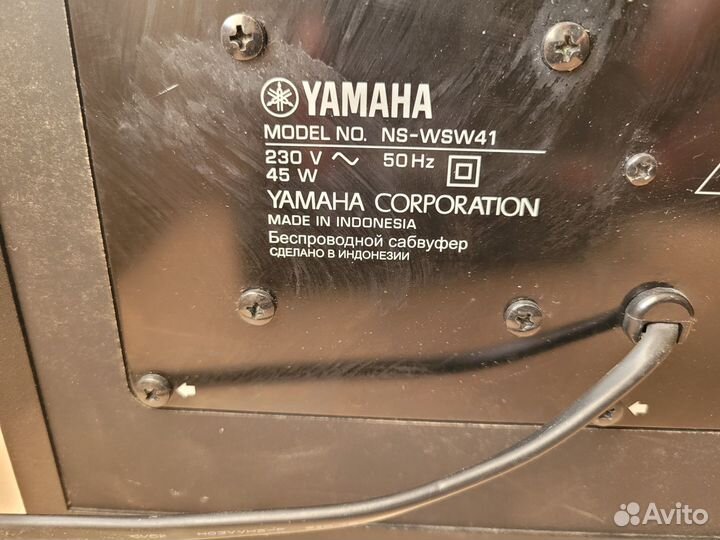 YAMAHA
MODEL NO. NS-WSW41
230 V ~ 50 Hz
45 W
YAMAHA CORPORATION
MADE IN INDONESIA
Беспроводной сабвуфер
СДЕЛАНО В ИНДОНЕЗИИ
Avito